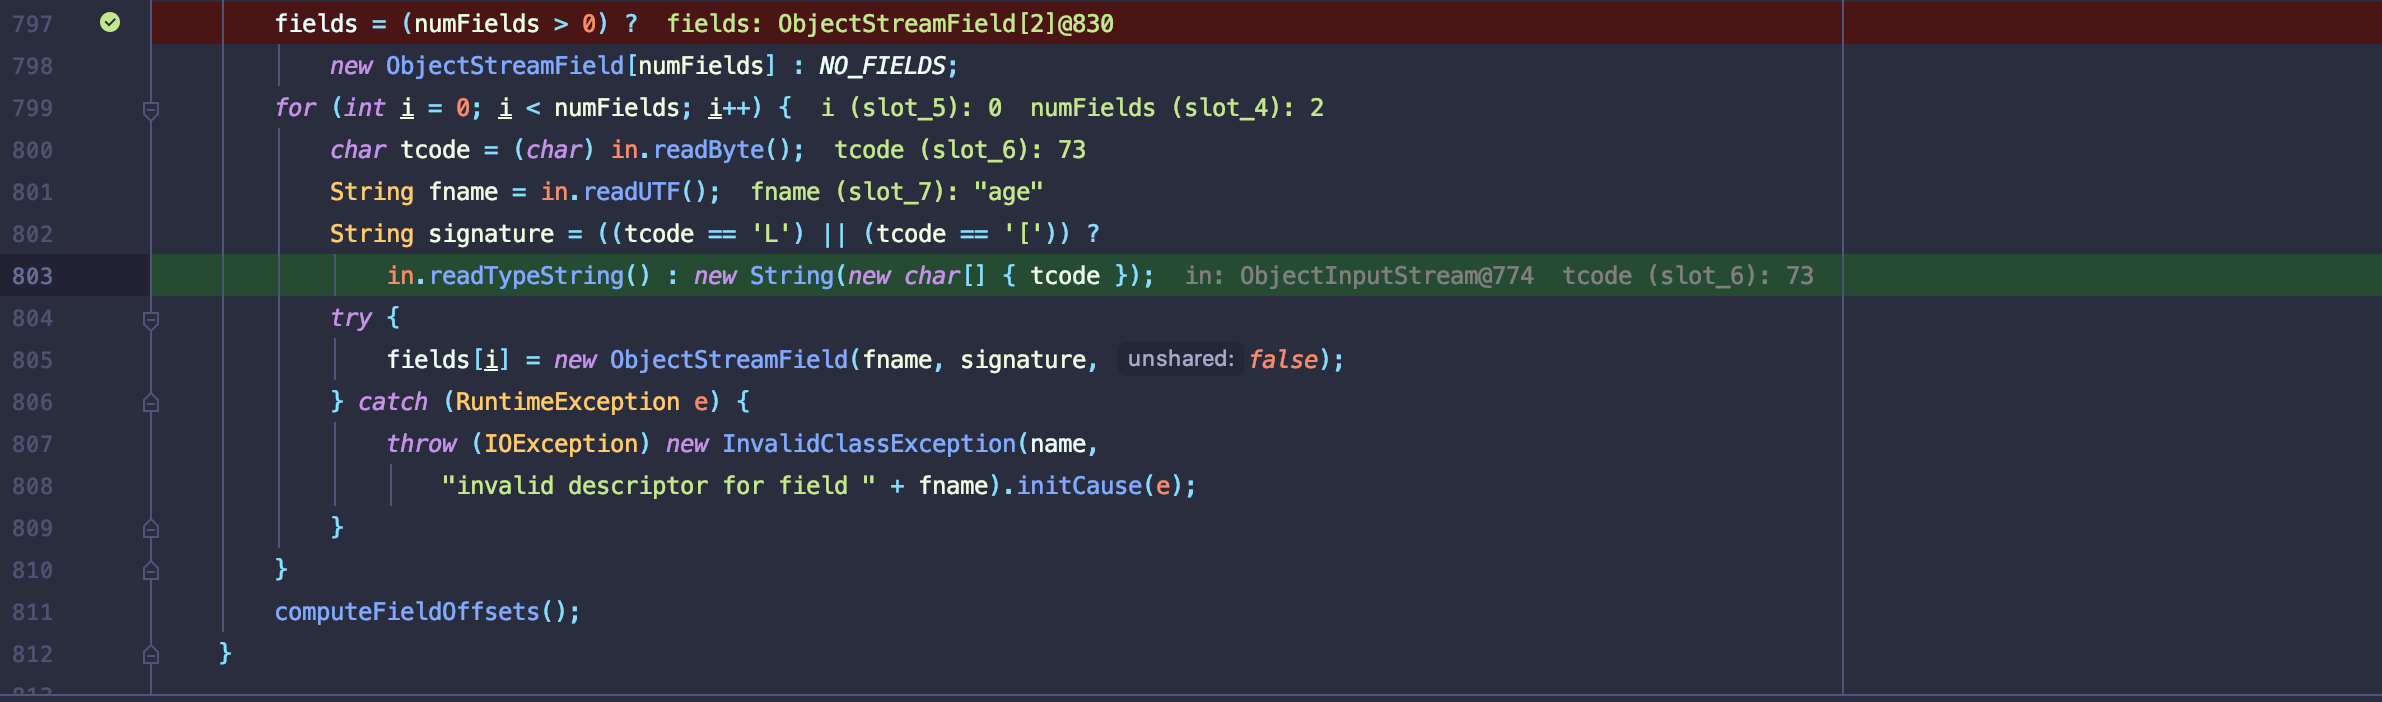 797 fields = (numFields > 0) ? fields: ObjectStreamField[2]@830
798 new ObjectStreamField[numFields] : NO_FIELDS;
799 for (int i = 0; i < numFields; i++) { i (slot_5): 0 numFields (slot_4): 2
800 char tcode = (char) in.readByte(); tcode (slot_6): 73
801 String fname = in.readUTF(); fname (slot_7): "age"
802 String signature = ((tcode == 'L') || (tcode == '[')) ?
803 in.readTypeString() : new String(new char[] { tcode }); in: ObjectInputStream@774 tcode (slot_6): 73
804 try {
805 fields[i] = new ObjectStreamField(fname, signature, unshared: false);
806 } catch (RuntimeException e) {
807 throw (IOException) new InvalidClassException(name,
808 "invalid descriptor for field " + fname).initCause(e);
809 }
810 }
811 computeFieldOffsets();
812 }
813